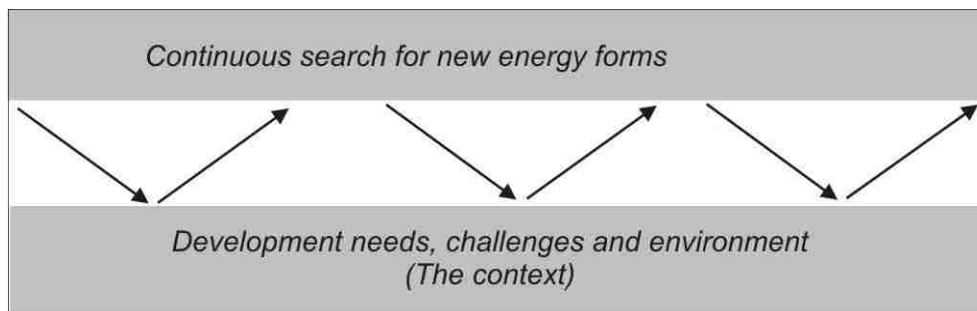 Continuous search for new energy forms
Development needs, challenges and environment
(The context)